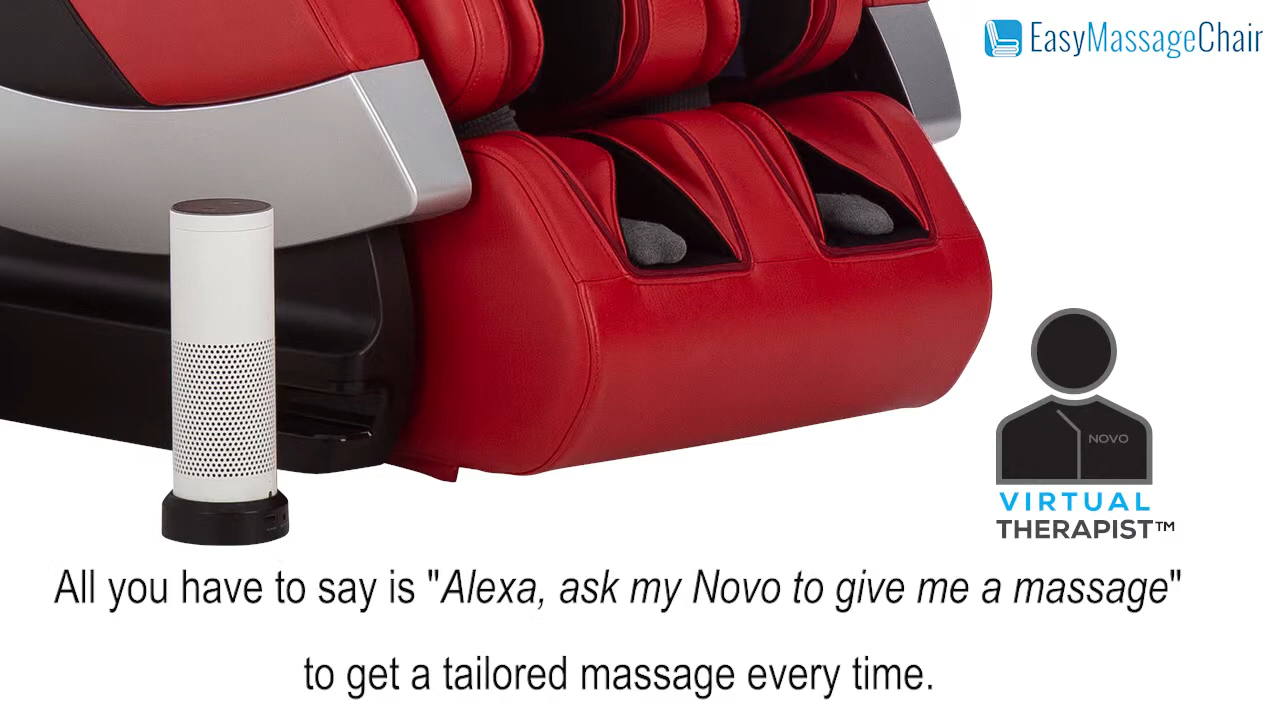 EasyMassageChair
NOVO
VIRTUAL
THERAPIST™
All you have to say is "Alexa, ask my Novo to give me a massage"
to get a tailored massage every time.